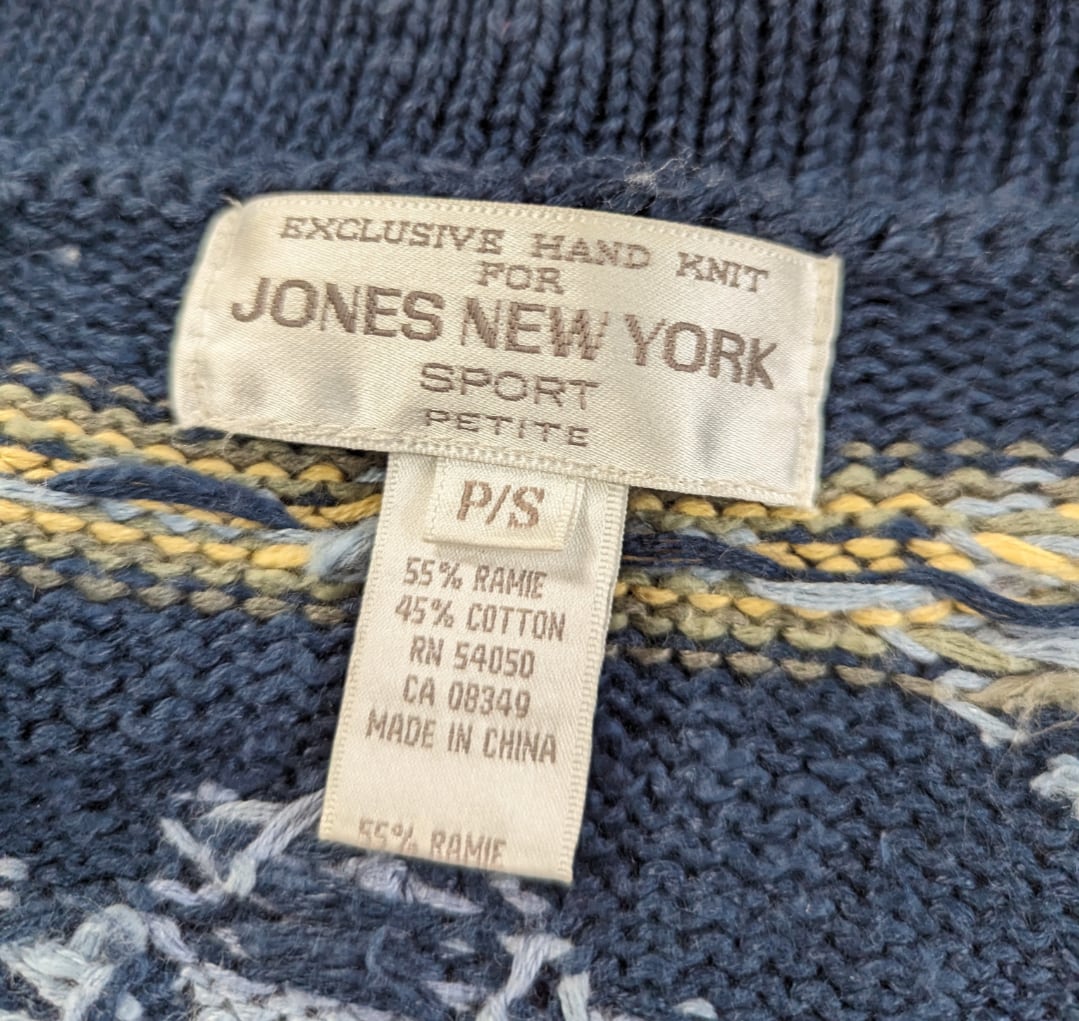 EXCLUSIVE HAND KNIT
FOR
JONES NEW YORK
SPORT
PETITE
P/S
55% RAMIE
45% COTTON
RN 54050
CA 08349
MADE IN CHINA
55% RAMIE